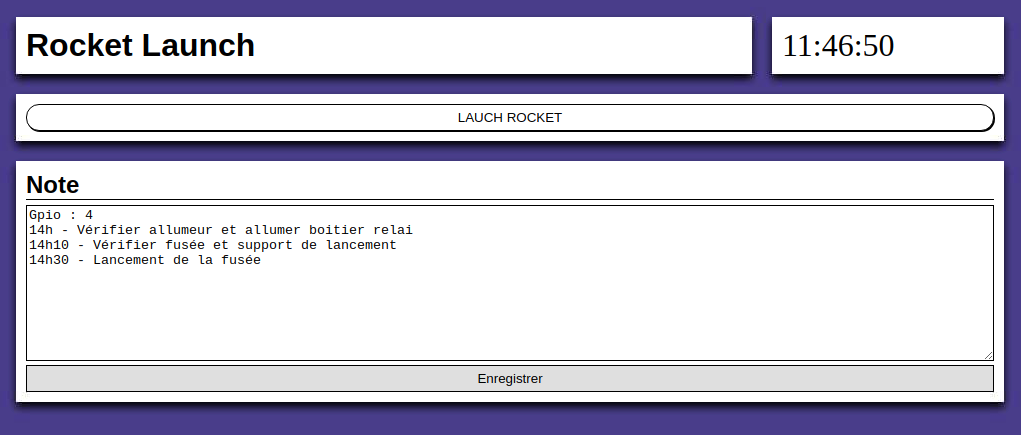 Rocket Launch
11:46:50
LAUCH ROCKET
Note
Gpio : 4
14h - Vérifier allumeur et allumer boitier relai
14h10 - Vérifier fusée et support de lancement
14h30 - Lancement de la fusée
Enregistrer